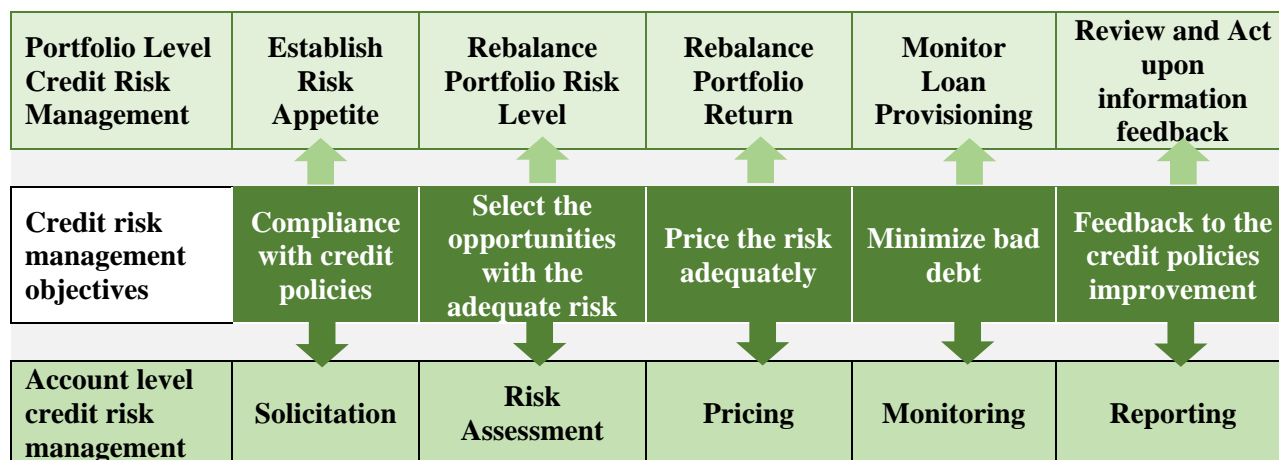 Portfolio Level
Credit Risk
Management
Establish
Risk
Appetite
Rebalance
Portfolio Risk
Level
Rebalance
Portfolio
Return
Monitor
Loan
Provisioning
Review and Act
upon
information
feedback
Credit risk
management
objectives
Compliance
with credit
policies
Select the
opportunities
with the
adequate risk
Price the risk
adequately
Minimize bad
debt
Feedback to the
credit policies
improvement
Account level
credit risk
management
Solicitation
Risk
Assessment
Pricing
Monitoring
Reporting